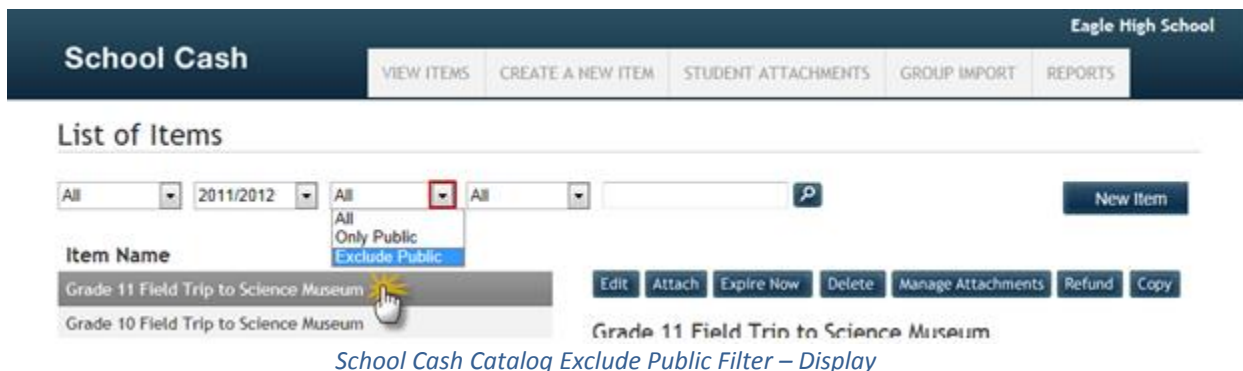 Eagle High School
School Cash
VIEW ITEMS CREATE A NEW ITEM STUDENT ATTACHMENTS GROUP IMPORT REPORTS
List of Items
All 2011/2012 All All New Item
All
Only Public
Exclude Public
Item Name
Grade 11 Field Trip to Science Museum
Edit Attach Expire Now Delete Manage Attachments Refund Copy
Grade 10 Field Trip to Science Museum
Grade 11 Field Trip to Science Museum
School Cash Catalog Exclude Public Filter – Display